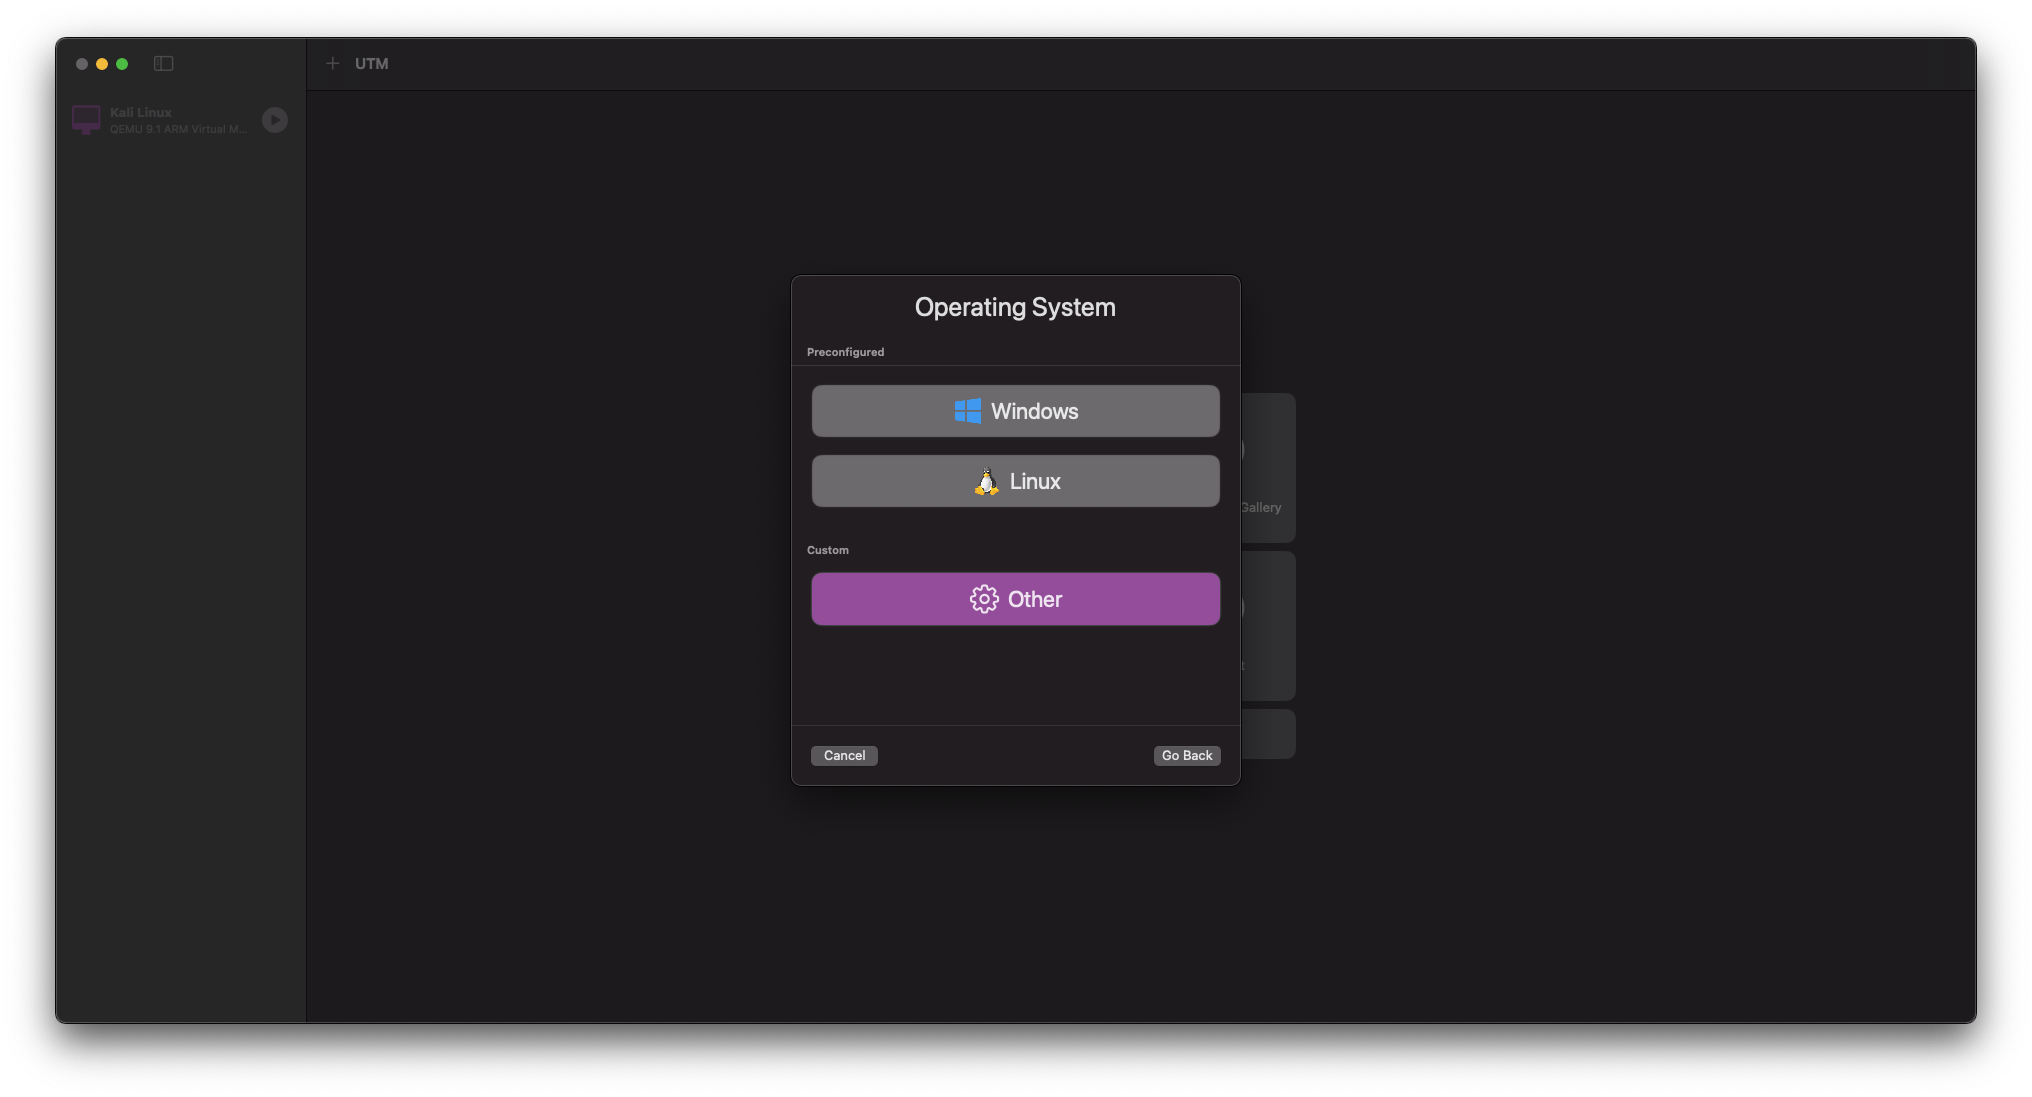 UTM
Kali Linux
QEMU 9.1 ARM Virtual M...
Operating System
Preconfigured
Windows
Linux
Gallery
Custom
Other
Cancel
Go Back